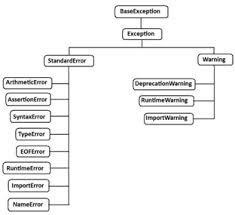 BaseException
Exception
StandardError
Warning
ArithmeticError
AssertionError
SyntaxError
TypeError
EOFError
RuntimeError
ImportError
NameError
DeprecationWarning
RuntimeWarning
ImportWarning